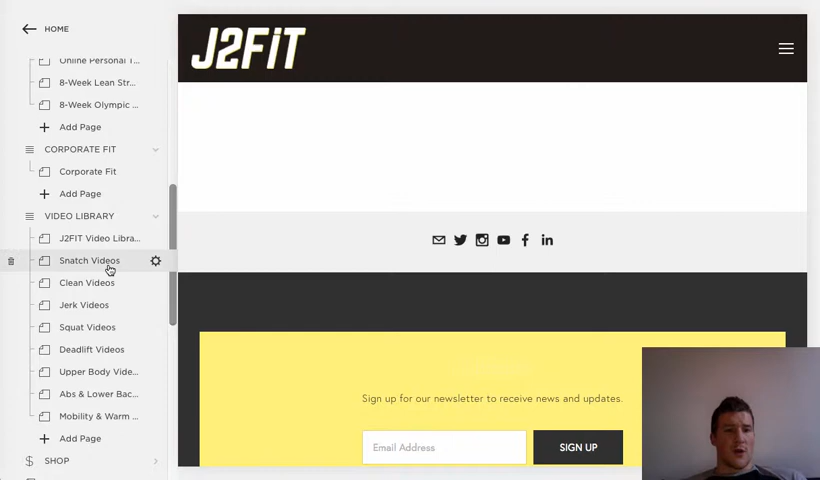 HOME
Online Personal T...
8-Week Lean Str...
8-Week Olympic ...
Add Page
CORPORATE FIT
Corporate Fit
Add Page
VIDEO LIBRARY
J2FIT Video Libra...
Snatch Videos
Clean Videos
Jerk Videos
Squat Videos
Deadlift Videos
Upper Body Vide...
Abs & Lower Bac...
Mobility & Warm ...
Add Page
SHOP
J2FiT
Sign up for our newsletter to receive news and updates.
Email Address
SIGN UP